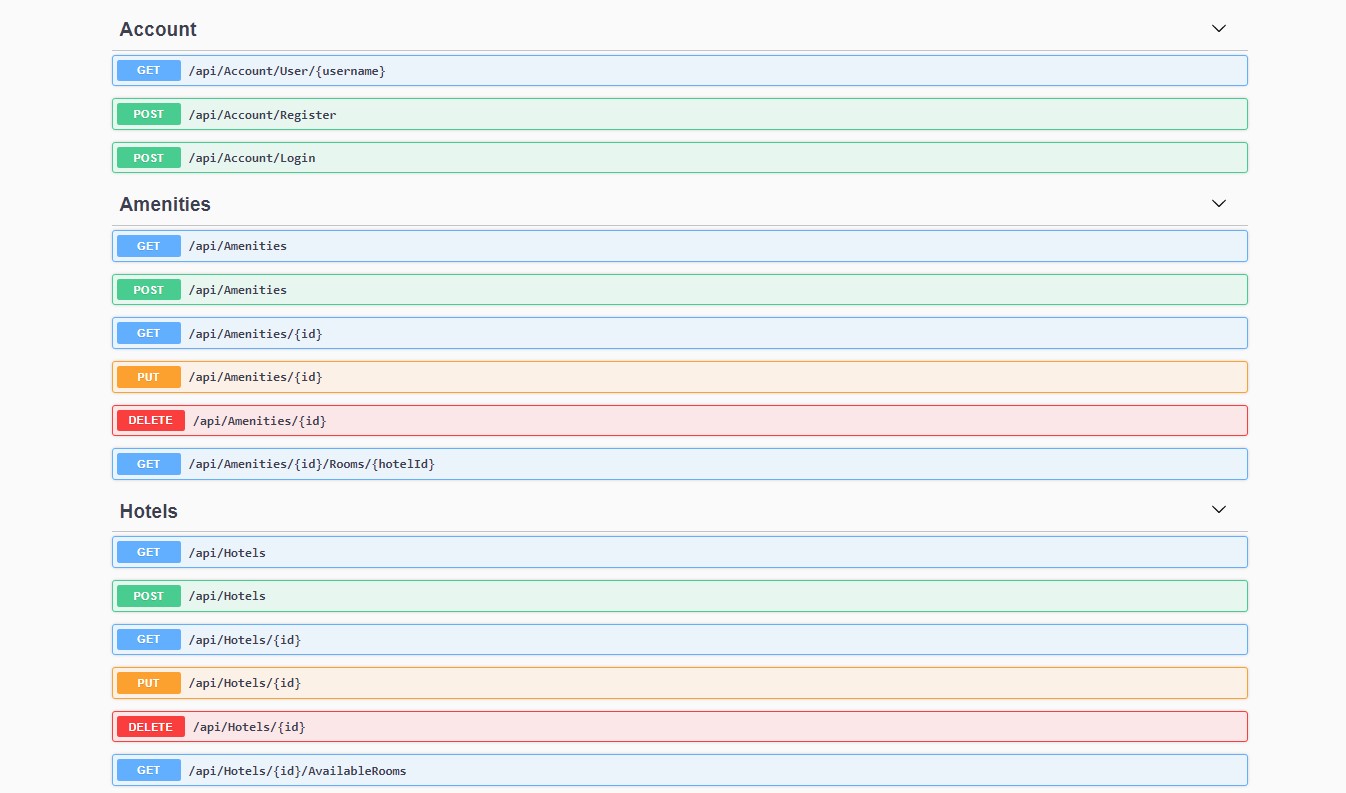 Account
GET /api/Account/User/{username}
POST /api/Account/Register
POST /api/Account/Login
Amenities
GET /api/Amenities
POST /api/Amenities
GET /api/Amenities/{id}
PUT /api/Amenities/{id}
DELETE /api/Amenities/{id}
GET /api/Amenities/{id}/Rooms/{hotelId}
Hotels
GET /api/Hotels
POST /api/Hotels
GET /api/Hotels/{id}
PUT /api/Hotels/{id}
DELETE /api/Hotels/{id}
GET /api/Hotels/{id}/AvailableRooms